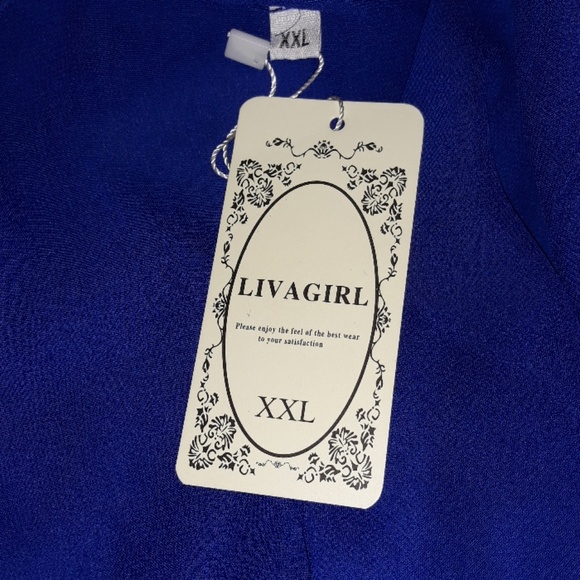 XXL
LIVAGIRL
Please enjoy the feel of the best wear
to your satisfaction
XXL